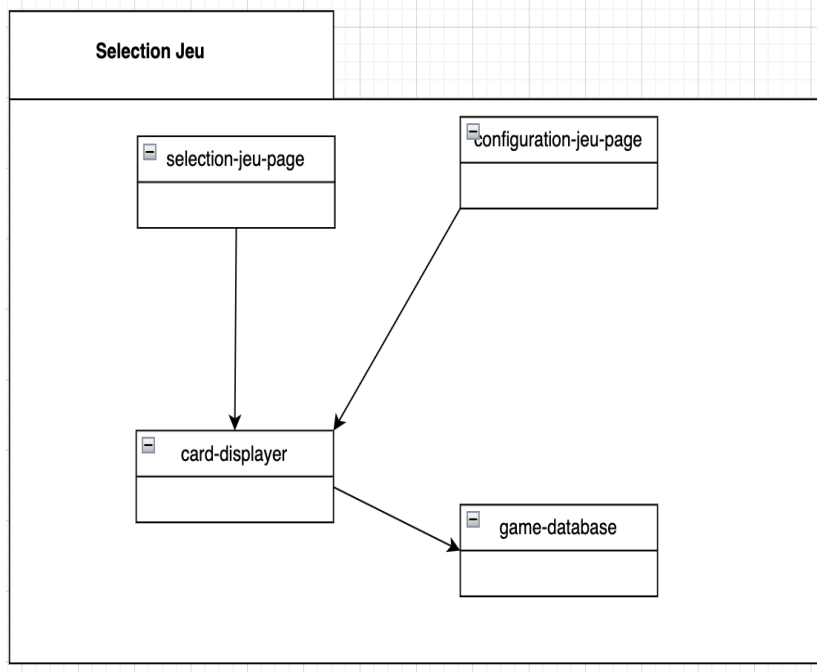 Selection Jeu
selection-jeu-page
configuration-jeu-page
card-displayer
game-database